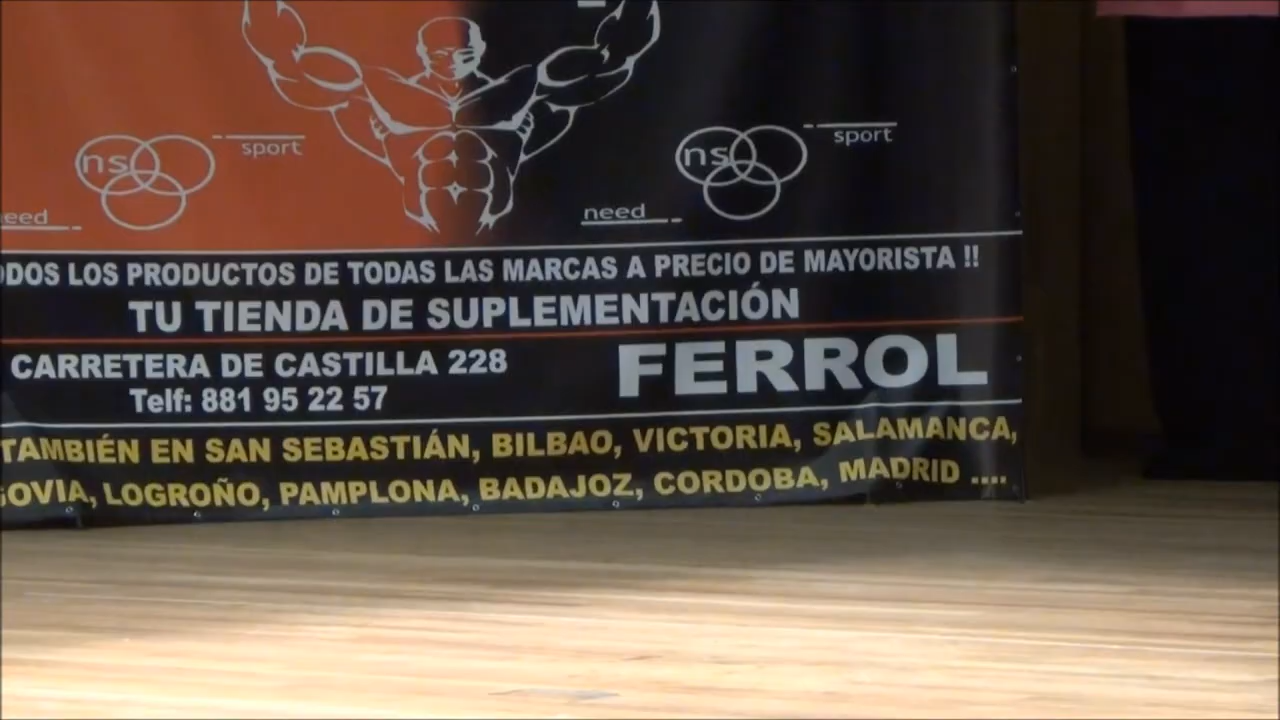 ns sport
need
ns sport
need
TODOS LOS PRODUCTOS DE TODAS LAS MARCAS A PRECIO DE MAYORISTA !!
TU TIENDA DE SUPLEMENTACIÓN
CARRETERA DE CASTILLA 228
FERROL
Telf: 881 95 22 57
TAMBIÉN EN SAN SEBASTIÁN, BILBAO, VICTORIA, SALAMANCA,
LOGROÑO, PAMPLONA, BADAJOZ, CORDOBA, MADRID ....